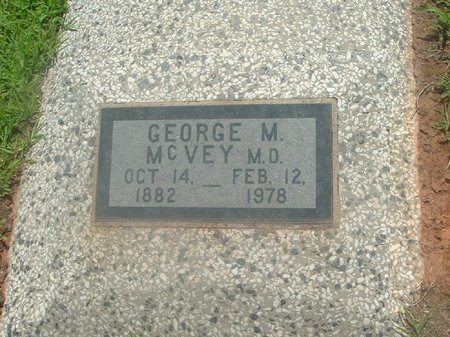 GEORGE M.
McVEY M.D.
OCT 14, — FEB. 12,
1882 1978